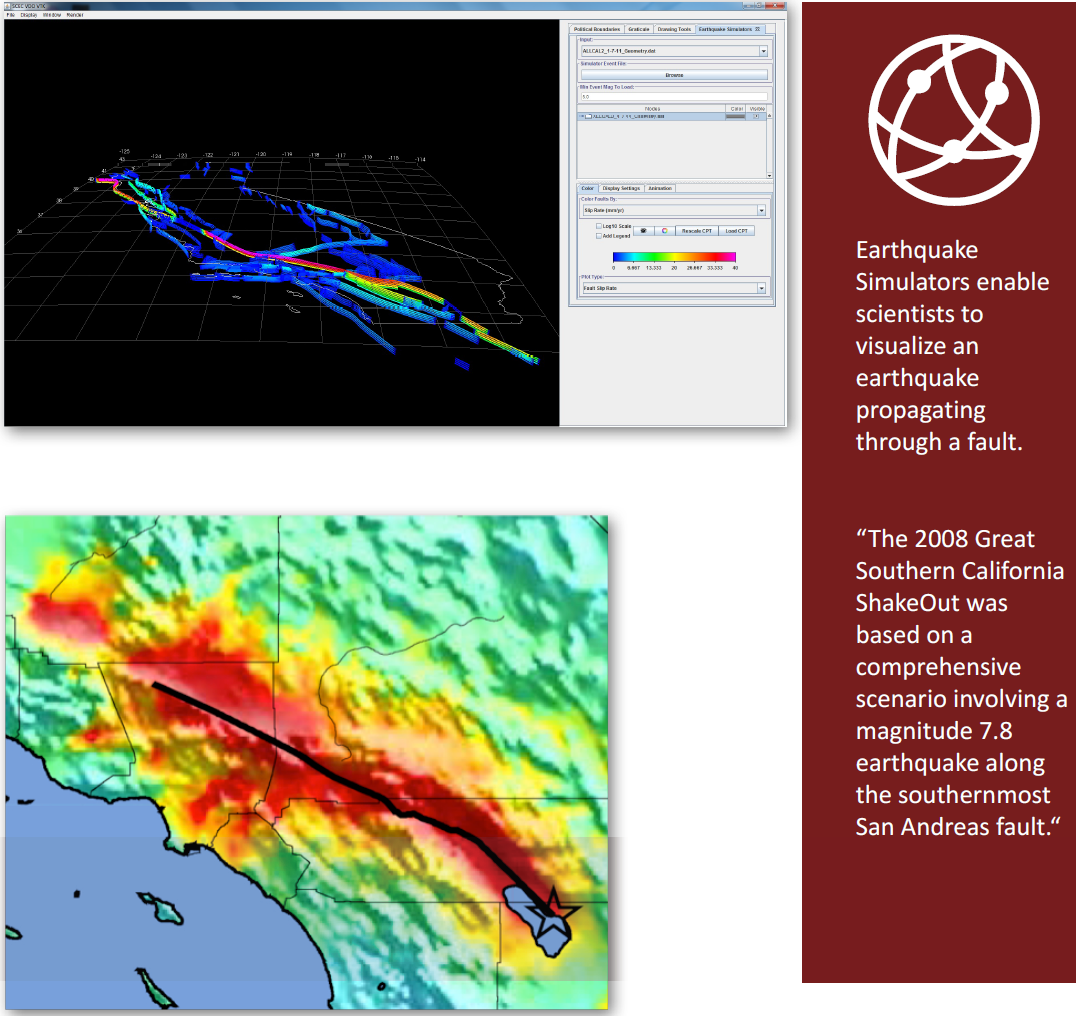 SCEC VDO VTK
File Display Window Render
Political Boundaries Graticule Drawing Tools Earthquake Simulators
Input:
ALLCAL2_1-7-11_Geometry.dat
Simulator Event File:
Browse
Min Event Mag To Load:
5.0
Nodes Color Visible
ALLCAL2_1-7-11_Geometry.dat
Color Display Settings Animation
Color Faults By:
Slip Rate (mm/yr)
Log10 Scale
Add Legend
Rescale CPT Load CPT
0 6.667 13.333 20 26.667 33.333 40
Plot Type:
Fault Slip Rate
-125 -124 -123 -122 -121 -120 -119 -118 -117 -116 -115 -114
43
41
40
39
38
37
36
Earthquake
Simulators enable
scientists to
visualize an
earthquake
propagating
through a fault.
“The 2008 Great
Southern California
ShakeOut was
based on a
comprehensive
scenario involving a
magnitude 7.8
earthquake along
the southernmost
San Andreas fault.“